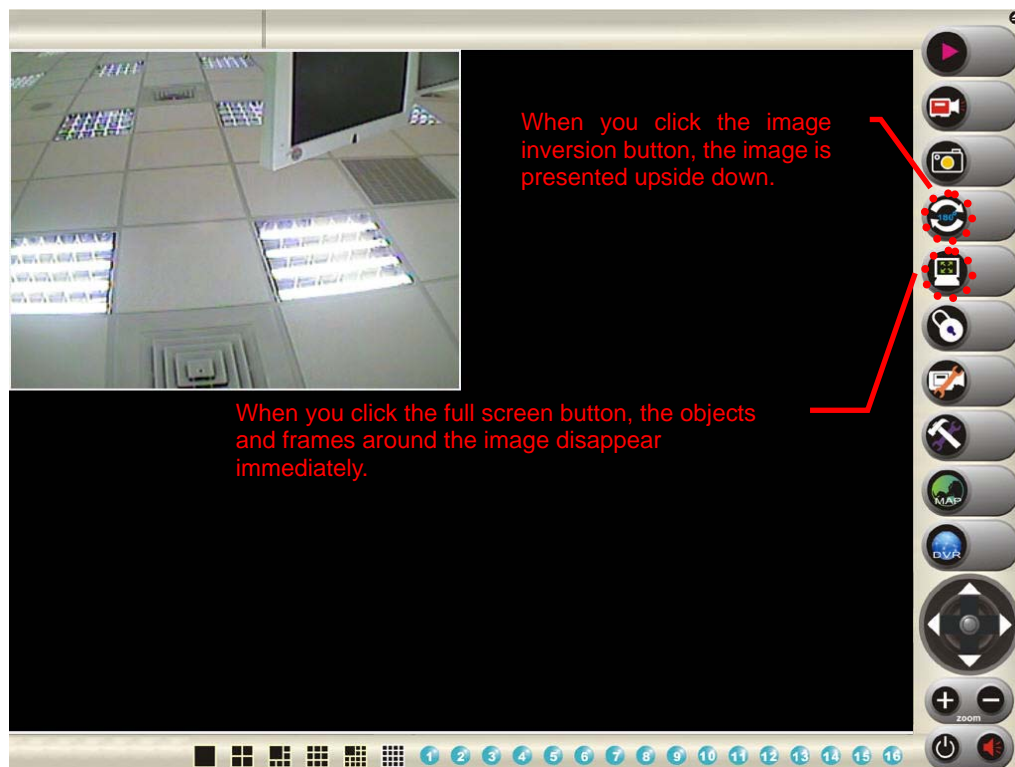 When you click the image
inversion button, the image is
presented upside down.
180°
When you click the full screen button, the objects
and frames around the image disappear
immediately.
MAP
DVR
zoom
1 2 3 4 5 6 7 8 9 10 11 12 13 14 15 16